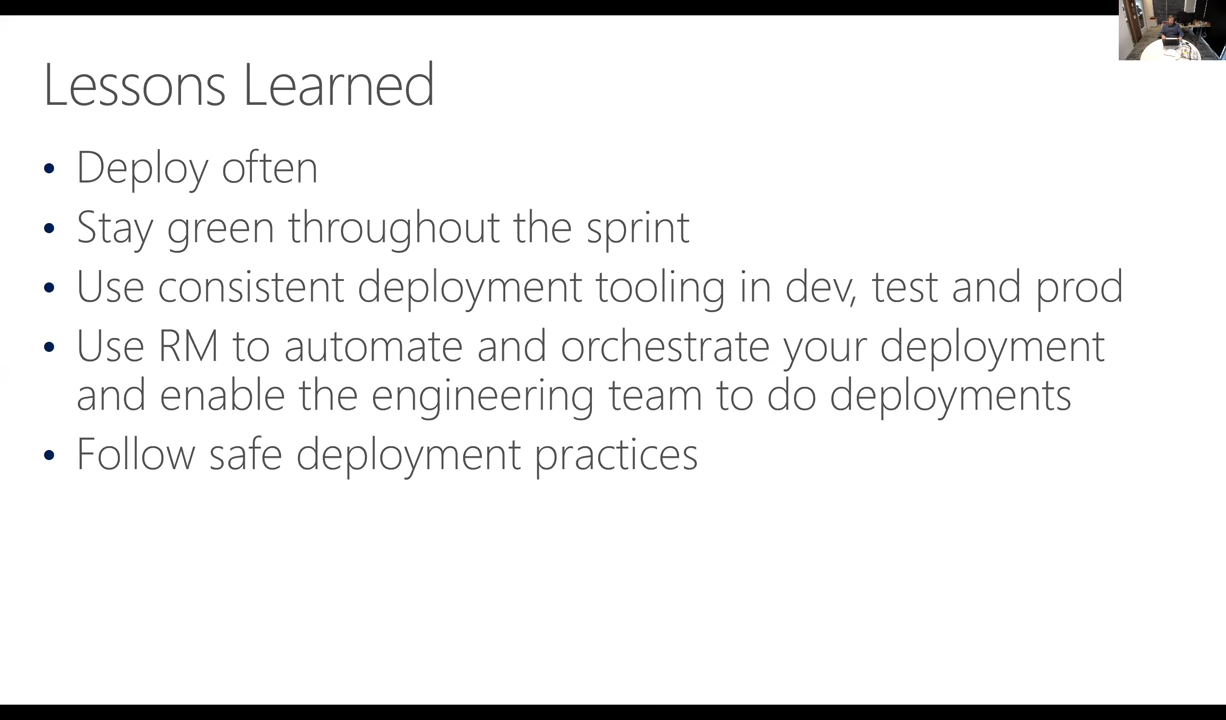 Lessons Learned
• Deploy often
• Stay green throughout the sprint
• Use consistent deployment tooling in dev, test and prod
• Use RM to automate and orchestrate your deployment
and enable the engineering team to do deployments
• Follow safe deployment practices